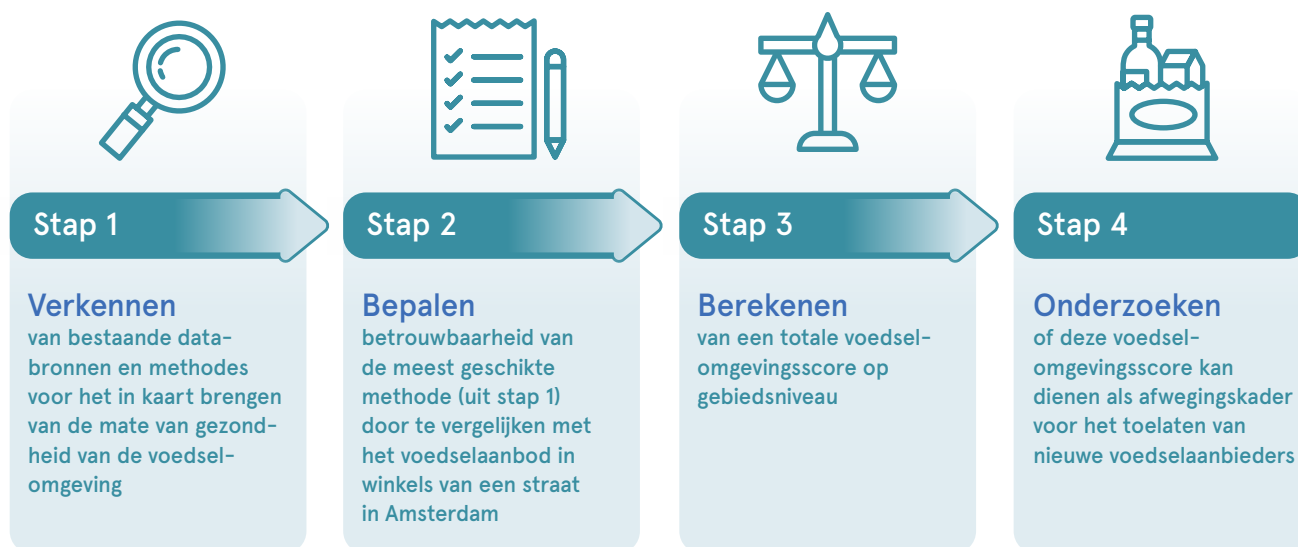 Stap 1
Verkennen
van bestaande data-
bronnen en methodes
voor het in kaart brengen
van de mate van gezond-
heid van de voedsel-
omgeving
Stap 2
Bepalen
betrouwbaarheid van
de meest geschikte
methode (uit stap 1)
door te vergelijken met
het voedselaanbod in
winkels van een straat
in Amsterdam
Stap 3
Berekenen
van een totale voedsel-
omgevingsscore op
gebiedsniveau
Stap 4
Onderzoeken
of deze voedsel-
omgevingsscore kan
dienen als afwegingskader
voor het toelaten van
nieuwe voedselaanbieders